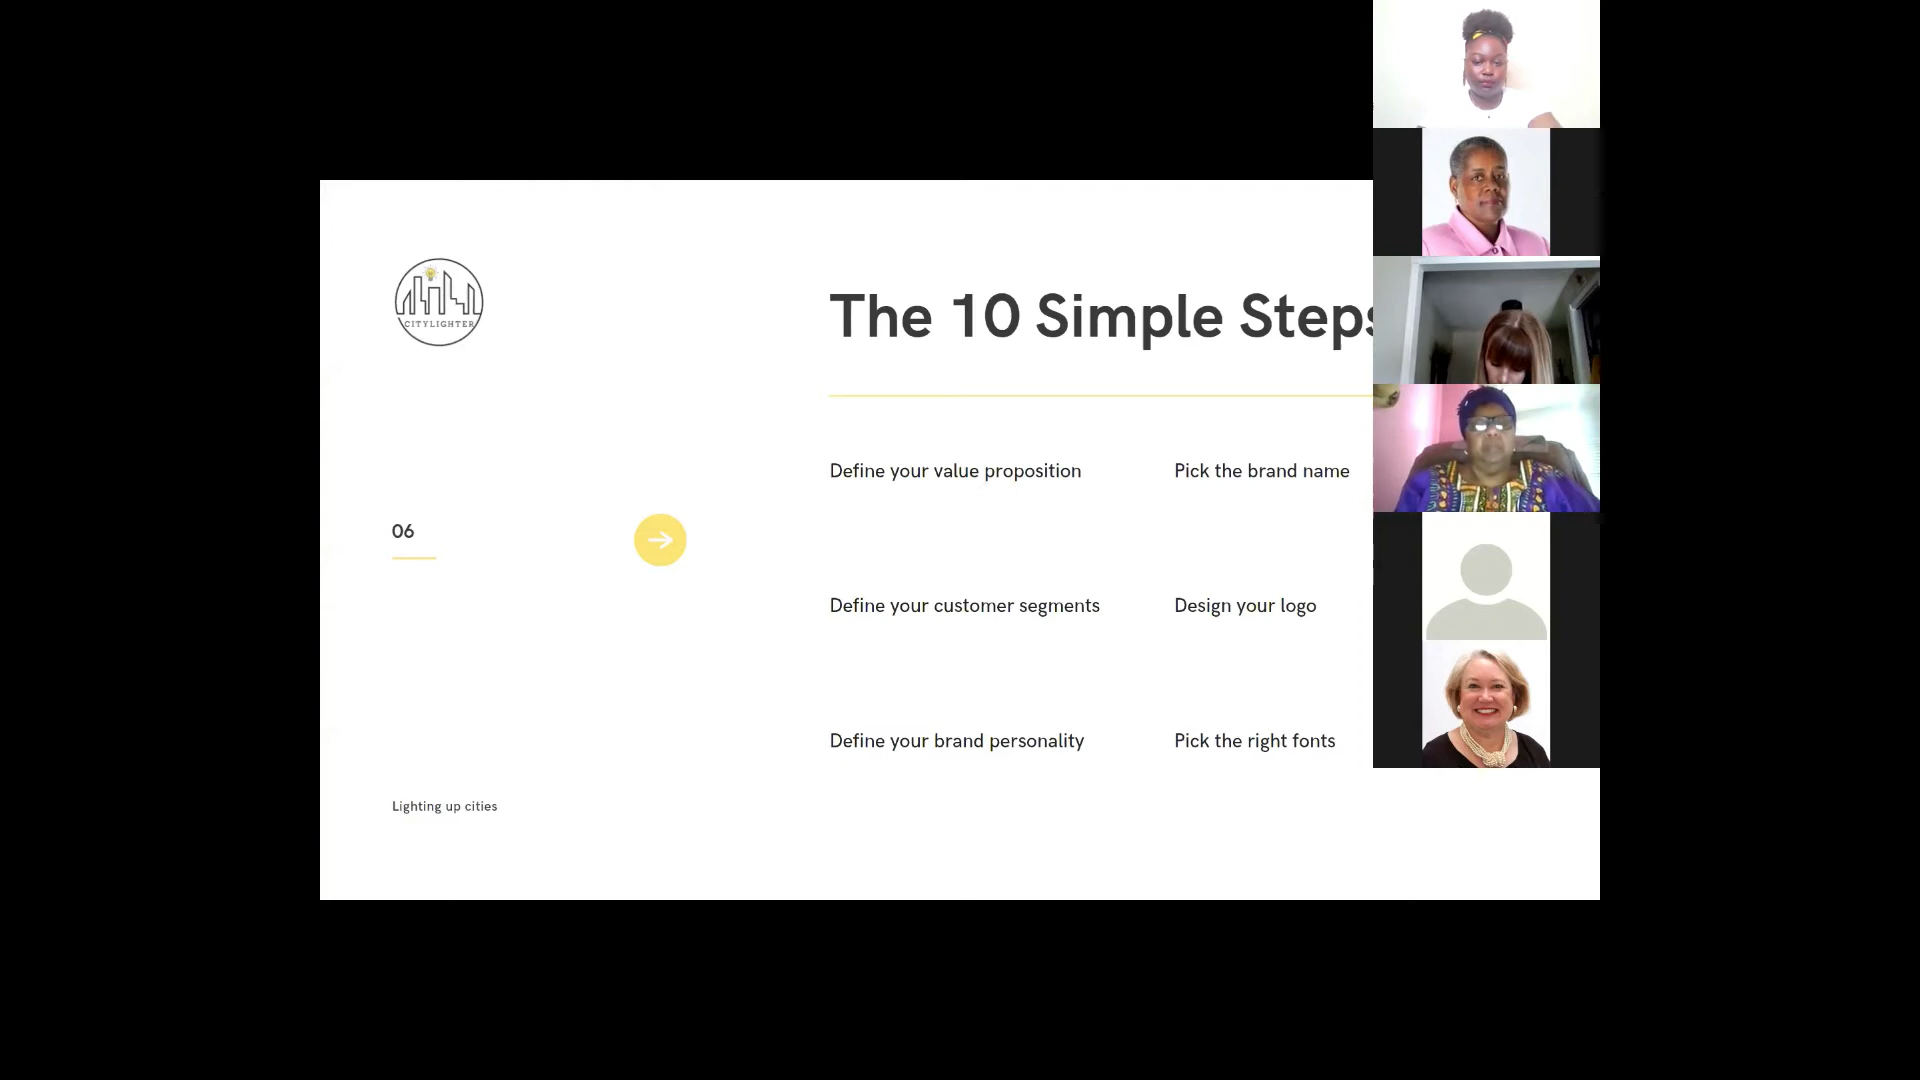 CITYLIGHTER
The 10 Simple Steps
Define your value proposition
Pick the brand name
06
Define your customer segments
Design your logo
Define your brand personality
Pick the right fonts
Lighting up cities